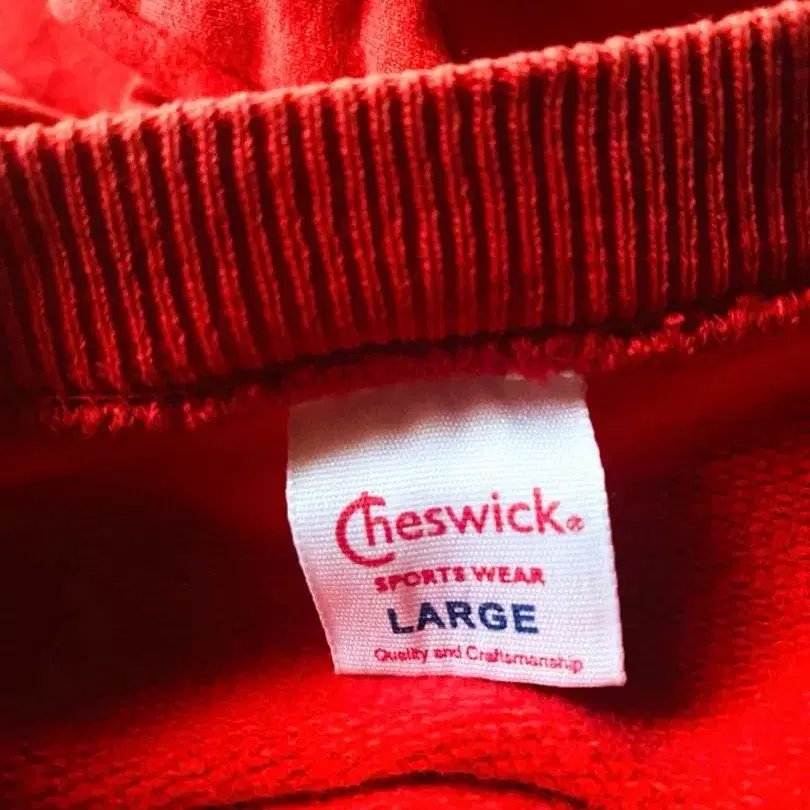 Cheswick®
SPORTS WEAR
LARGE
Quality and Craftsmanship